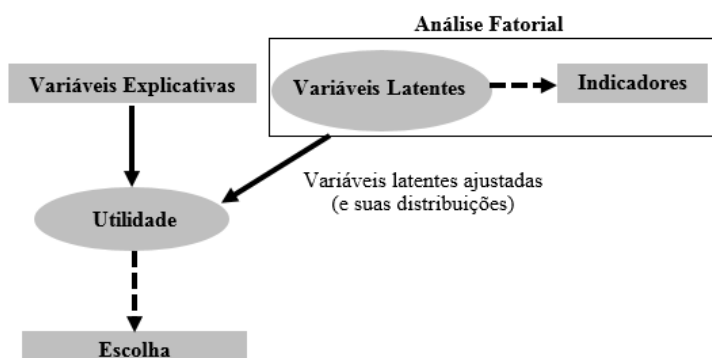 Análise Fatorial
Variáveis Explicativas
Variáveis Latentes
Indicadores
Variáveis latentes ajustadas
(e suas distribuições)
Utilidade
Escolha